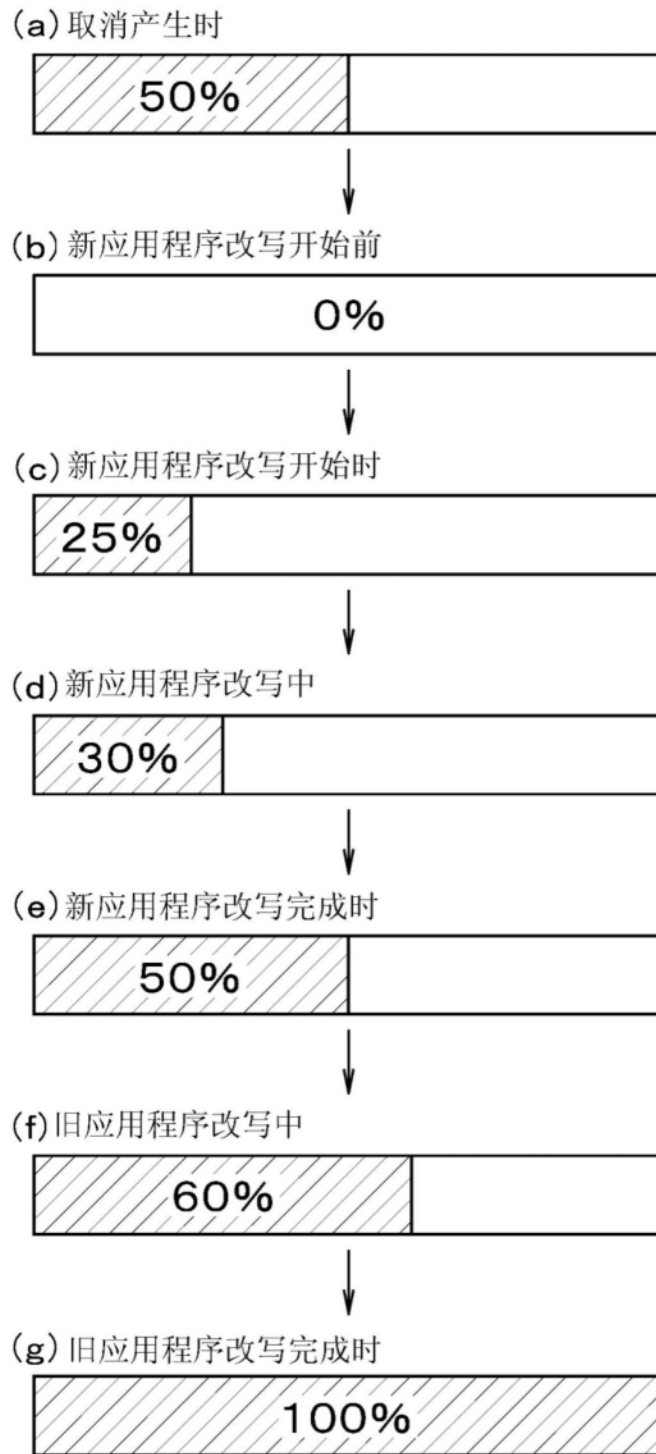 (a)取消产生时
50%
(b)新应用程序改写开始前
0%
(c)新应用程序改写开始时
25%
(d)新应用程序改写中
30%
(e)新应用程序改写完成时
50%
(f)旧应用程序改写中
60%
(g)旧应用程序改写完成时
100%